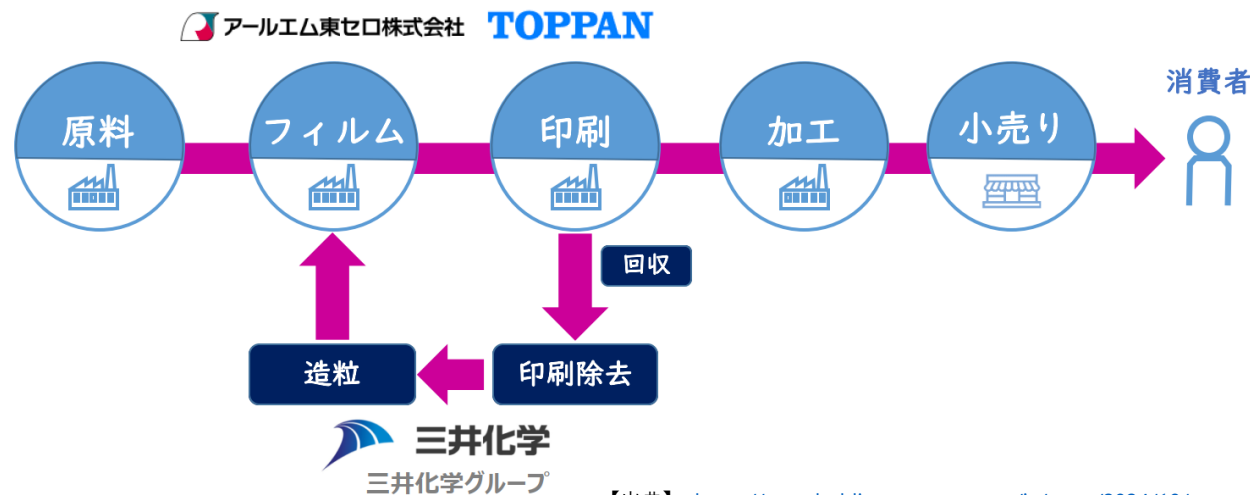 アールエム東セロ株式会社 TOPPAN
消費者
原料 フィルム 印刷 加工 小売り
回収
造粒 印刷除去
三井化学
三井化学グループ